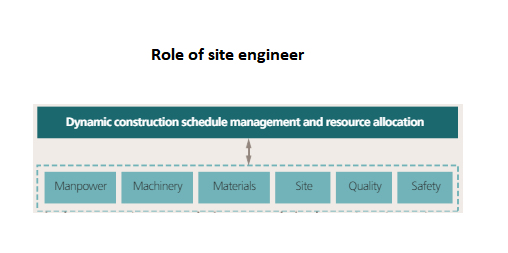 Role of site engineer
Dynamic construction schedule management and resource allocation
Manpower
Machinery
Materials
Site
Quality
Safety